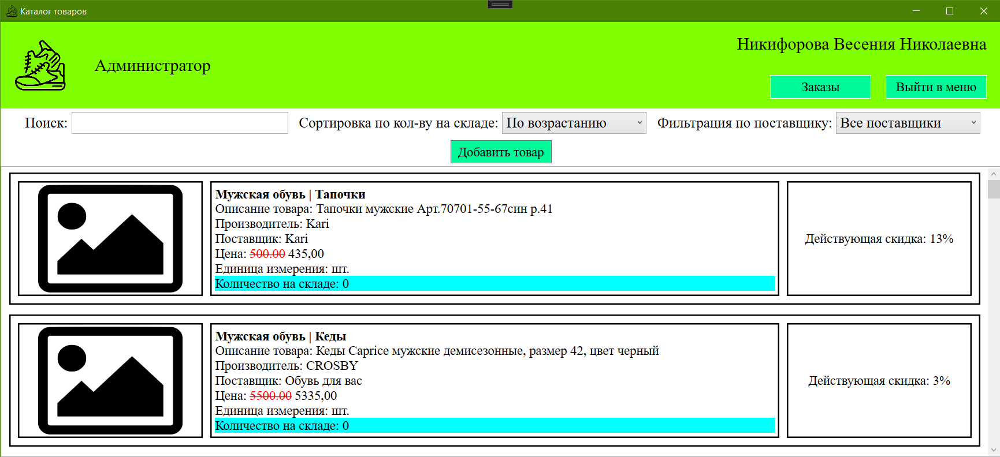 Каталог товаров
Администратор
Никифорова Весения Николаевна
Заказы
Выйти в меню
Поиск:
Сортировка по кол-ву на складе: По возрастанию
Фильтрация по поставщику: Все поставщики
Добавить товар
Мужская обувь | Тапочки
Описание товара: Тапочки мужские Арт.70701-55-67син р.41
Производитель: Kari
Поставщик: Kari
Цена: 500.00 435,00
Единица измерения: шт.
Количество на складе: 0
Действующая скидка: 13%
Мужская обувь | Кеды
Описание товара: Кеды Caprice мужские демисезонные, размер 42, цвет черный
Производитель: CROSBY
Поставщик: Обувь для вас
Цена: 5500.00 5335,00
Единица измерения: шт.
Количество на складе: 0
Действующая скидка: 3%